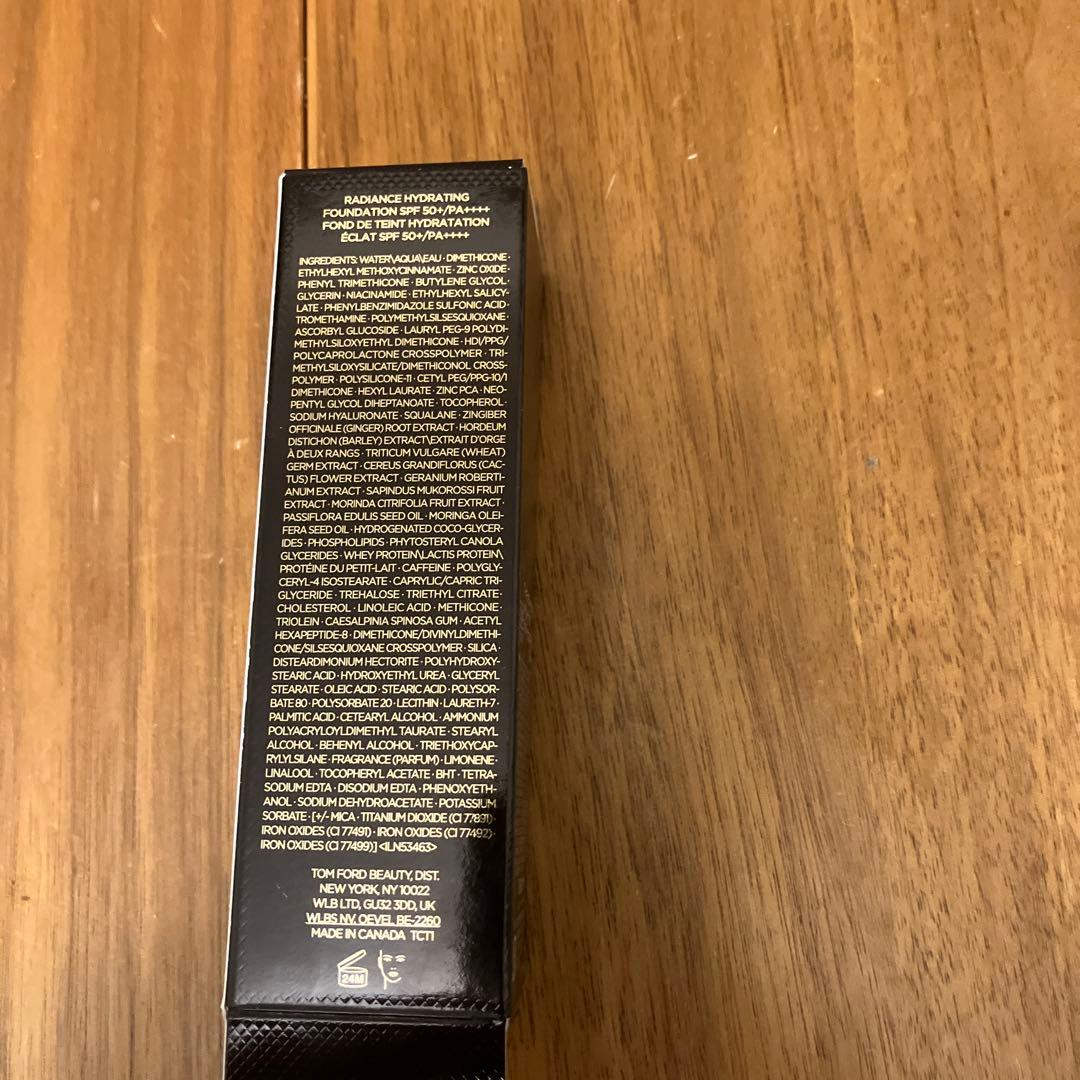 RADIANCE HYDRATING
FOUNDATION SPF 50+/PA++++
FOND DE TEINT HYDRATATION
ÉCLAT SPF 50+/PA++++
INGREDIENTS: WATER\AQUA\EAU · DIMETHICONE ·
ETHYLHEXYL METHOXYCINNAMATE · ZINC OXIDE ·
PHENYL TRIMETHICONE · BUTYLENE GLYCOL ·
GLYCERIN · NIACINAMIDE · ETHYLHEXYL SALICY-
LATE · PHENYLBENZIMIDAZOLE SULFONIC ACID ·
TROMETHAMINE · POLYMETHYLSILSESQUIOXANE ·
ASCORBYL GLUCOSIDE · LAURYL PEG-9 POLYDI-
METHYLSILOXYETHYL DIMETHICONE · HDI/PPG/
POLYCAPROLACTONE CROSSPOLYMER · TRI-
METHYLSILOXYSILICATE/DIMETHICONOL CROSS-
POLYMER · POLYSILICONE-11 · CETYL PEG/PPG-10/1
DIMETHICONE · HEXYL LAURATE · ZINC PCA · NEO-
PENTYL GLYCOL DIHEPTANOATE · TOCOPHEROL ·
SODIUM HYALURONATE · SQUALANE · ZINGIBER
OFFICINALE (GINGER) ROOT EXTRACT · HORDEUM
DISTICHON (BARLEY) EXTRACT\EXTRAIT D'ORGE
À DEUX RANGS · TRITICUM VULGARE (WHEAT)
GERM EXTRACT · CEREUS GRANDIFLORUS (CAC-
TUS) FLOWER EXTRACT · GERANIUM ROBERTI-
ANUM EXTRACT · SAPINDUS MUKOROSSI FRUIT
EXTRACT · MORINDA CITRIFOLIA FRUIT EXTRACT ·
PASSIFLORA EDULIS SEED OIL · MORINGA OLEI-
FERA SEED OIL · HYDROGENATED COCO-GLYCER-
IDES · PHOSPHOLIPIDS · PHYTOSTERYL CANOLA
GLYCERIDES · WHEY PROTEIN\LACTIS PROTEIN\
PROTÉINE DU PETIT-LAIT · CAFFEINE · POLYGLY-
CERYL-4 ISOSTEARATE · CAPRYLIC/CAPRIC TRI-
GLYCERIDE · TREHALOSE · TRIETHYL CITRATE ·
CHOLESTEROL · LINOLEIC ACID · METHICONE ·
TRIOLEIN · CAESALPINIA SPINOSA GUM · ACETYL
HEXAPEPTIDE-8 · DIMETHICONE/DIVINYLDIMETHI-
CONE/SILSESQUIOXANE CROSSPOLYMER · SILICA ·
DISTEARDIMONIUM HECTORITE · POLYHYDROXY-
STEARIC ACID · HYDROXYETHYL UREA · GLYCERYL
STEARATE · OLEIC ACID · STEARIC ACID · POLYSOR-
BATE 80 · POLYSORBATE 20 · LECITHIN · LAURETH-7 ·
PALMITIC ACID · CETEARYL ALCOHOL · AMMONIUM
POLYACRYLOYLDIMETHYL TAURATE · STEARYL
ALCOHOL · BEHENYL ALCOHOL · TRIETHOXYCAP-
RYLYLSILANE · FRAGRANCE (PARFUM) · LIMONENE ·
LINALOOL · TOCOPHERYL ACETATE · BHT · TETRA-
SODIUM EDTA · DISODIUM EDTA · PHENOXYETH-
ANOL · SODIUM DEHYDROACETATE · POTASSIUM
SORBATE · [+/- MICA · TITANIUM DIOXIDE (CI 77891) ·
IRON OXIDES (CI 77491) · IRON OXIDES (CI 77492) ·
IRON OXIDES (CI 77499)] <ILN53463>
TOM FORD BEAUTY, DIST.
NEW YORK, NY 10022
WLB LTD, GU32 3DD, UK
WLBS NV. OEVEL BE-2260
MADE IN CANADA TCT1
24M